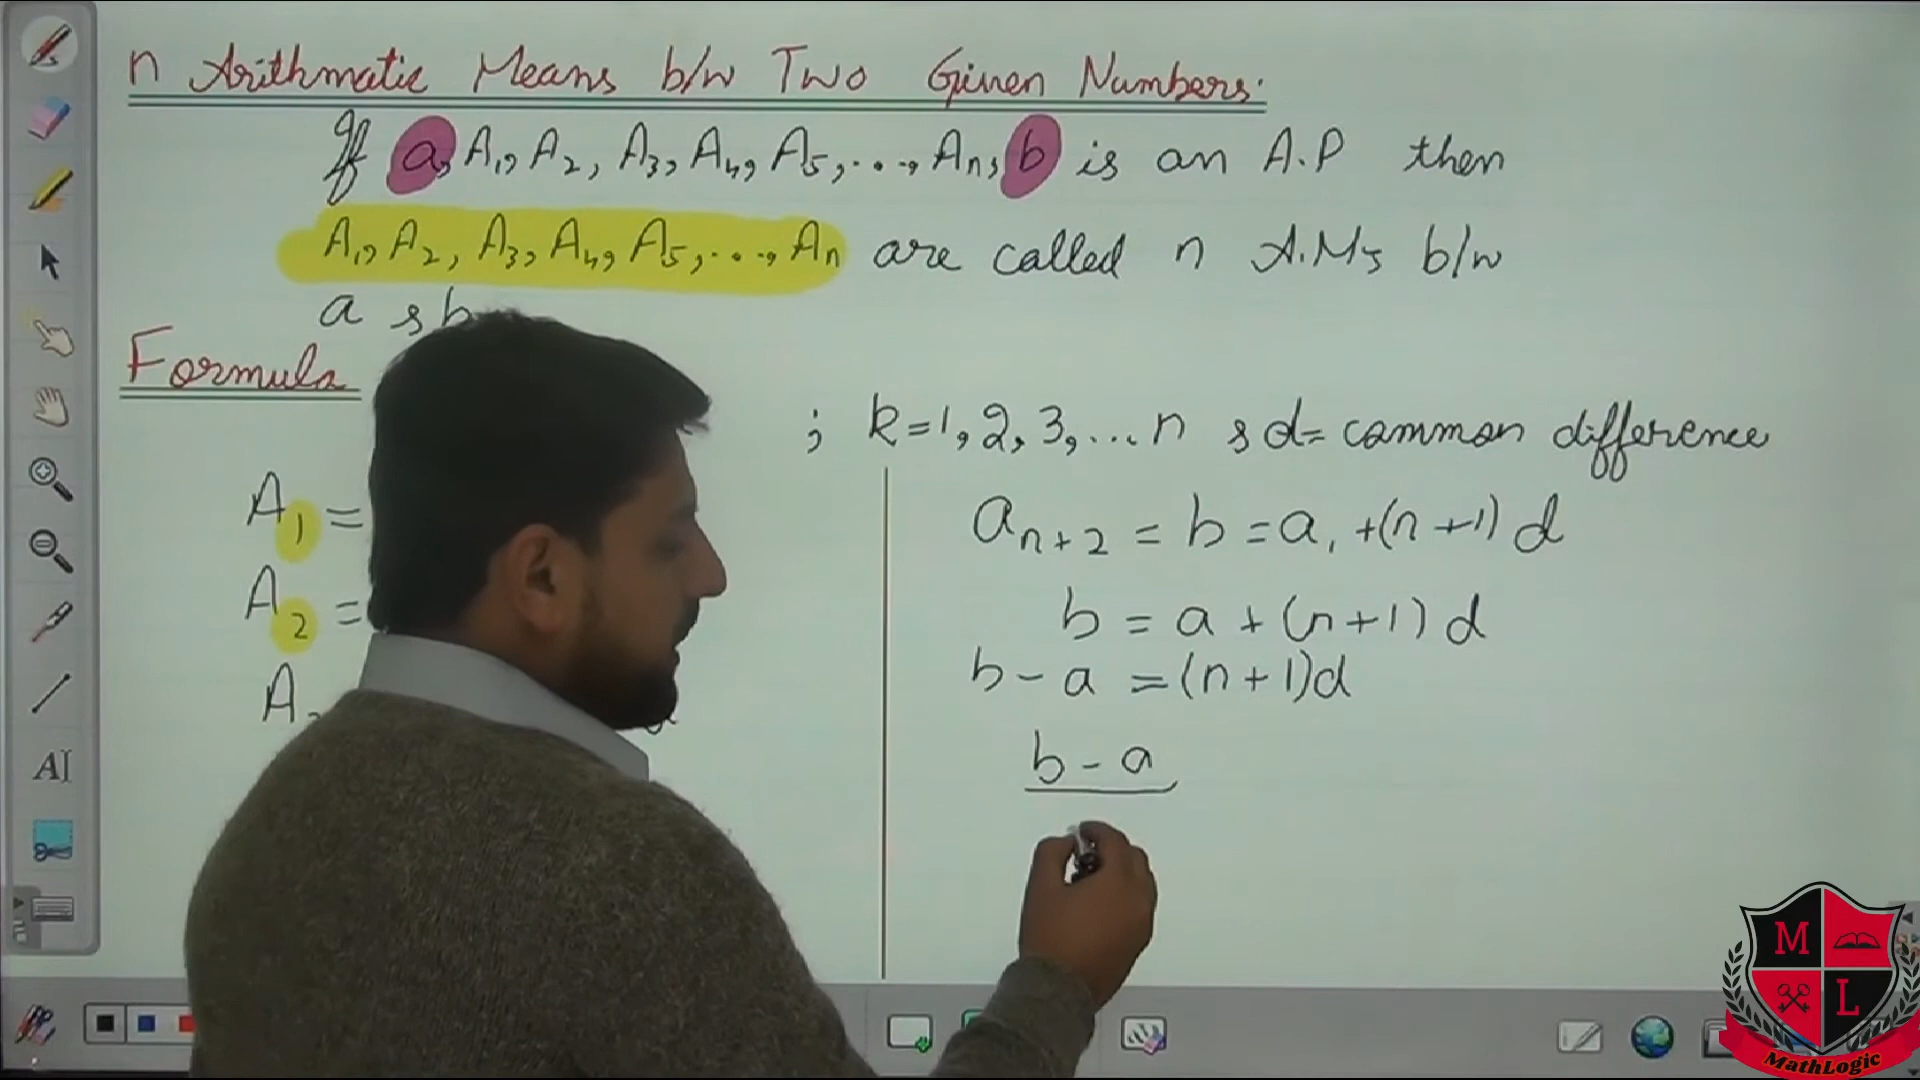 n Arithmatic Means b/w Two Given Numbers:
If a, A₁, A₂, A₃, A₄, A₅, ..., Aₙ, b is an A.P then
A₁, A₂, A₃, A₄, A₅, ..., Aₙ are called n A.Ms b/w
a & b
Formula
; k=1, 2, 3, ... n & d= common difference
A₁ =
A₂ =
A
aₙ₊₂ = b = a₁ +(n+1) d
b = a + (n+1) d
b - a = (n+1)d
b - a
AI
M
L
MathLogic